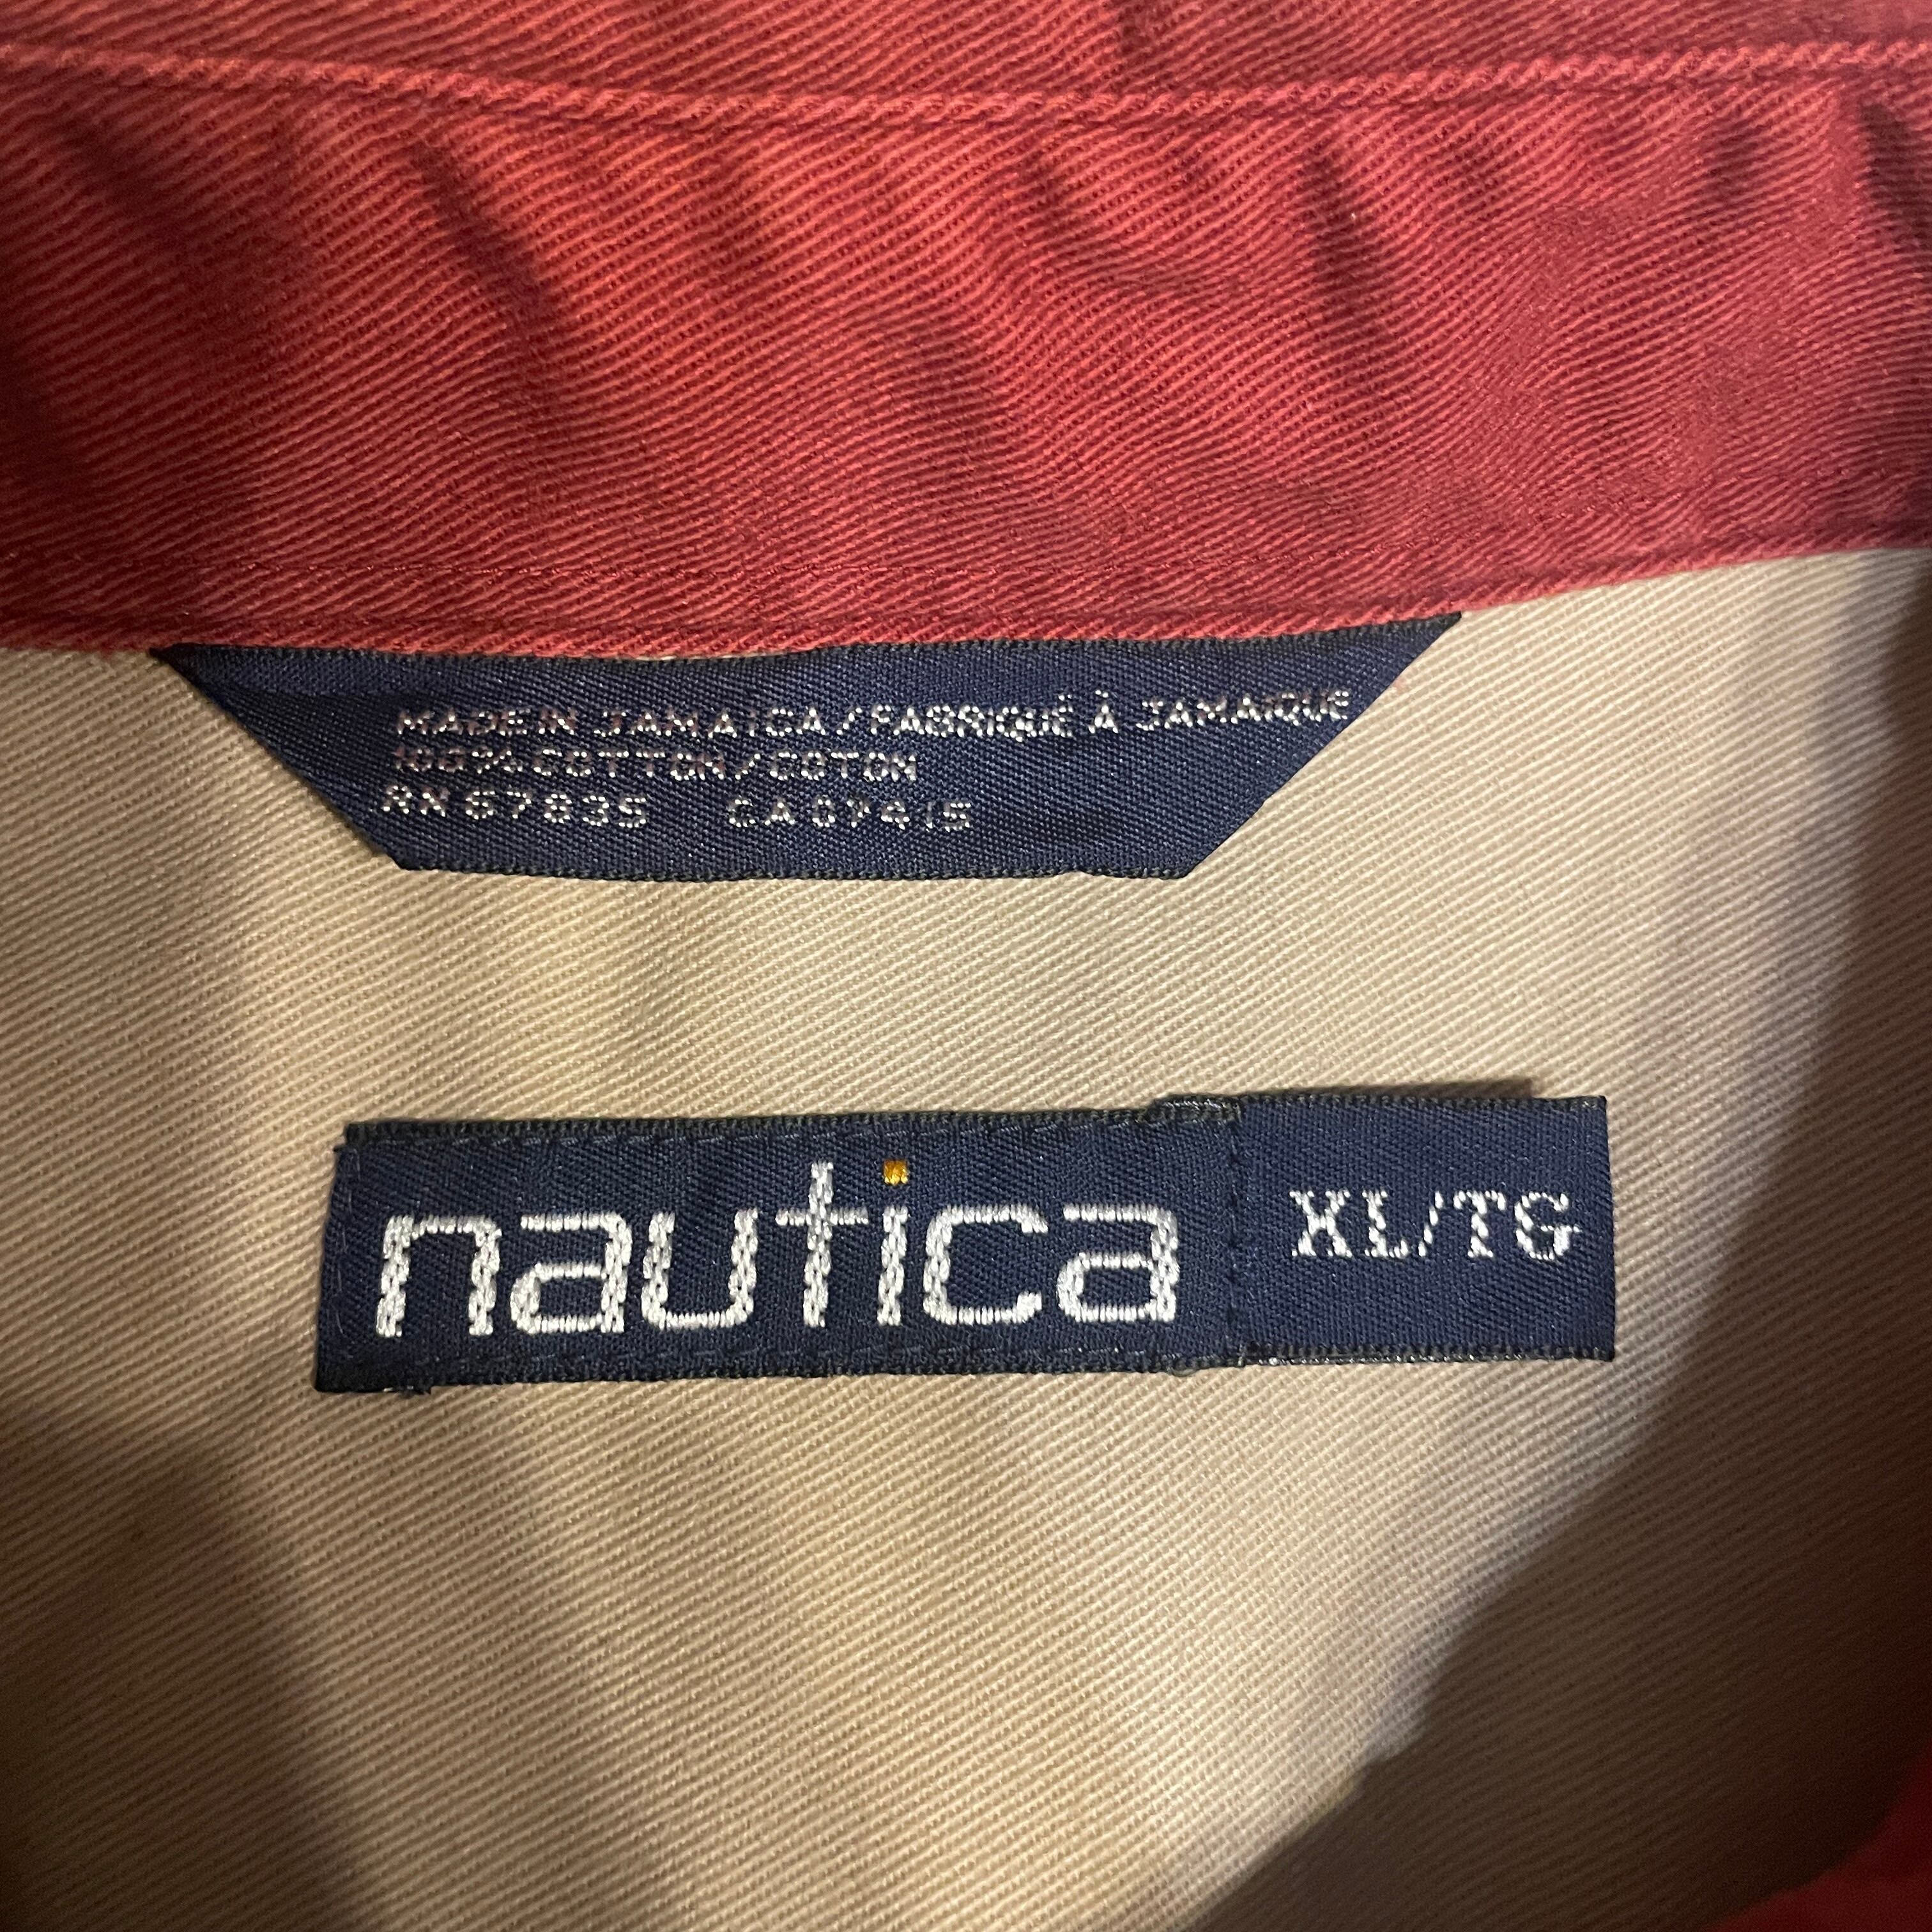 MADE IN JAMAICA/FABRIQUÉ À JAMAIQUE
100% COTTON/COTON
RN 67835 CA 07415
nautica XL/TG